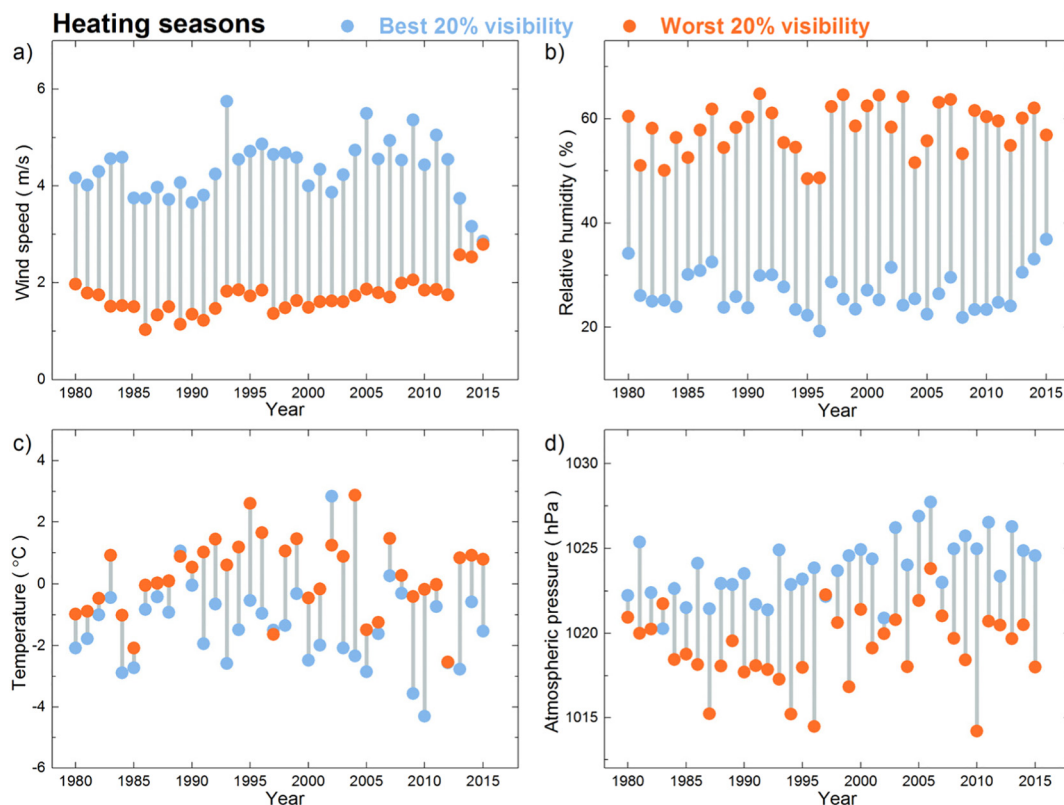 Heating seasons Best 20% visibility Worst 20% visibility
a)
Wind speed ( m/s )
6
4
2
0
1980 1985 1990 1995 2000 2005 2010 2015
Year
b)
Relative humidity ( % )
60
40
20
1980 1985 1990 1995 2000 2005 2010 2015
Year
c)
Temperature ( °C )
4
2
0
-2
-4
-6
1980 1985 1990 1995 2000 2005 2010 2015
Year
d)
Atmospheric pressure ( hPa )
1030
1025
1020
1015
1980 1985 1990 1995 2000 2005 2010 2015
Year